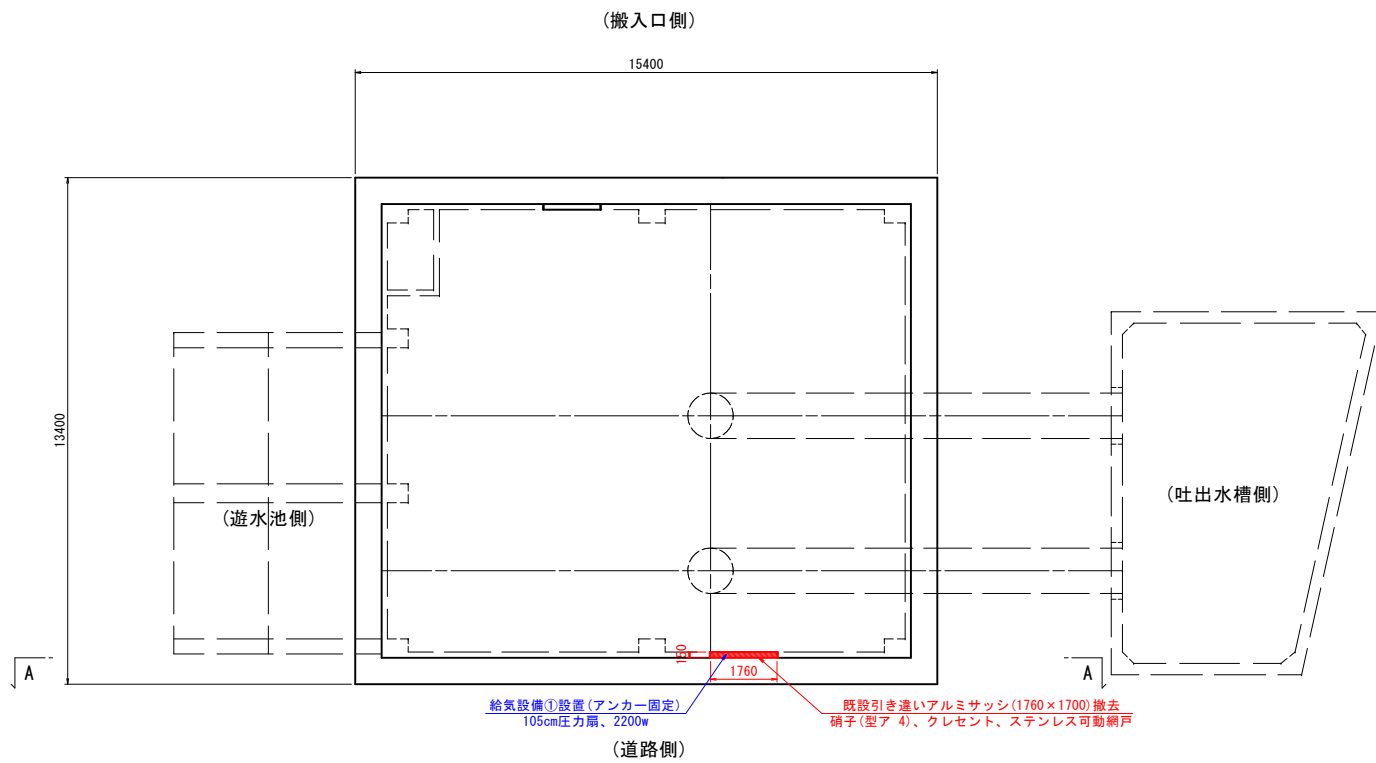 (搬入口側)
15400
13400
(遊水池側)
(吐出水槽側)
A
A
150
1760
給気設備①設置(アンカー固定)
105cm圧力扇、2200w
既設引き違いアルミサッシ(1760×1700)撤去
硝子(型ア 4)、クレセント、ステンレス可動網戸
(道路側)